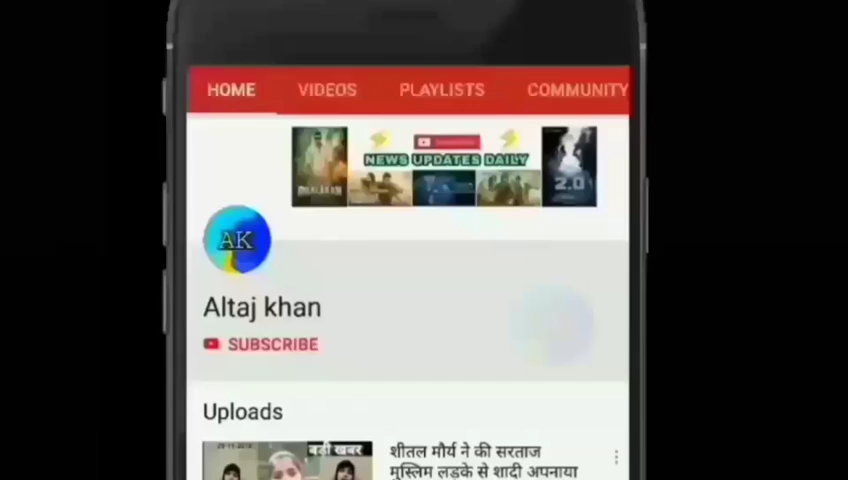 HOME VIDEOS PLAYLISTS COMMUNITY
NEWS UPDATES DAILY
2.0
AK
Altaj khan
SUBSCRIBE
Uploads
बड़ी खबर
शीतल मौर्य ने की सरताज
मुस्लिम लड़के से शादी अपनाया